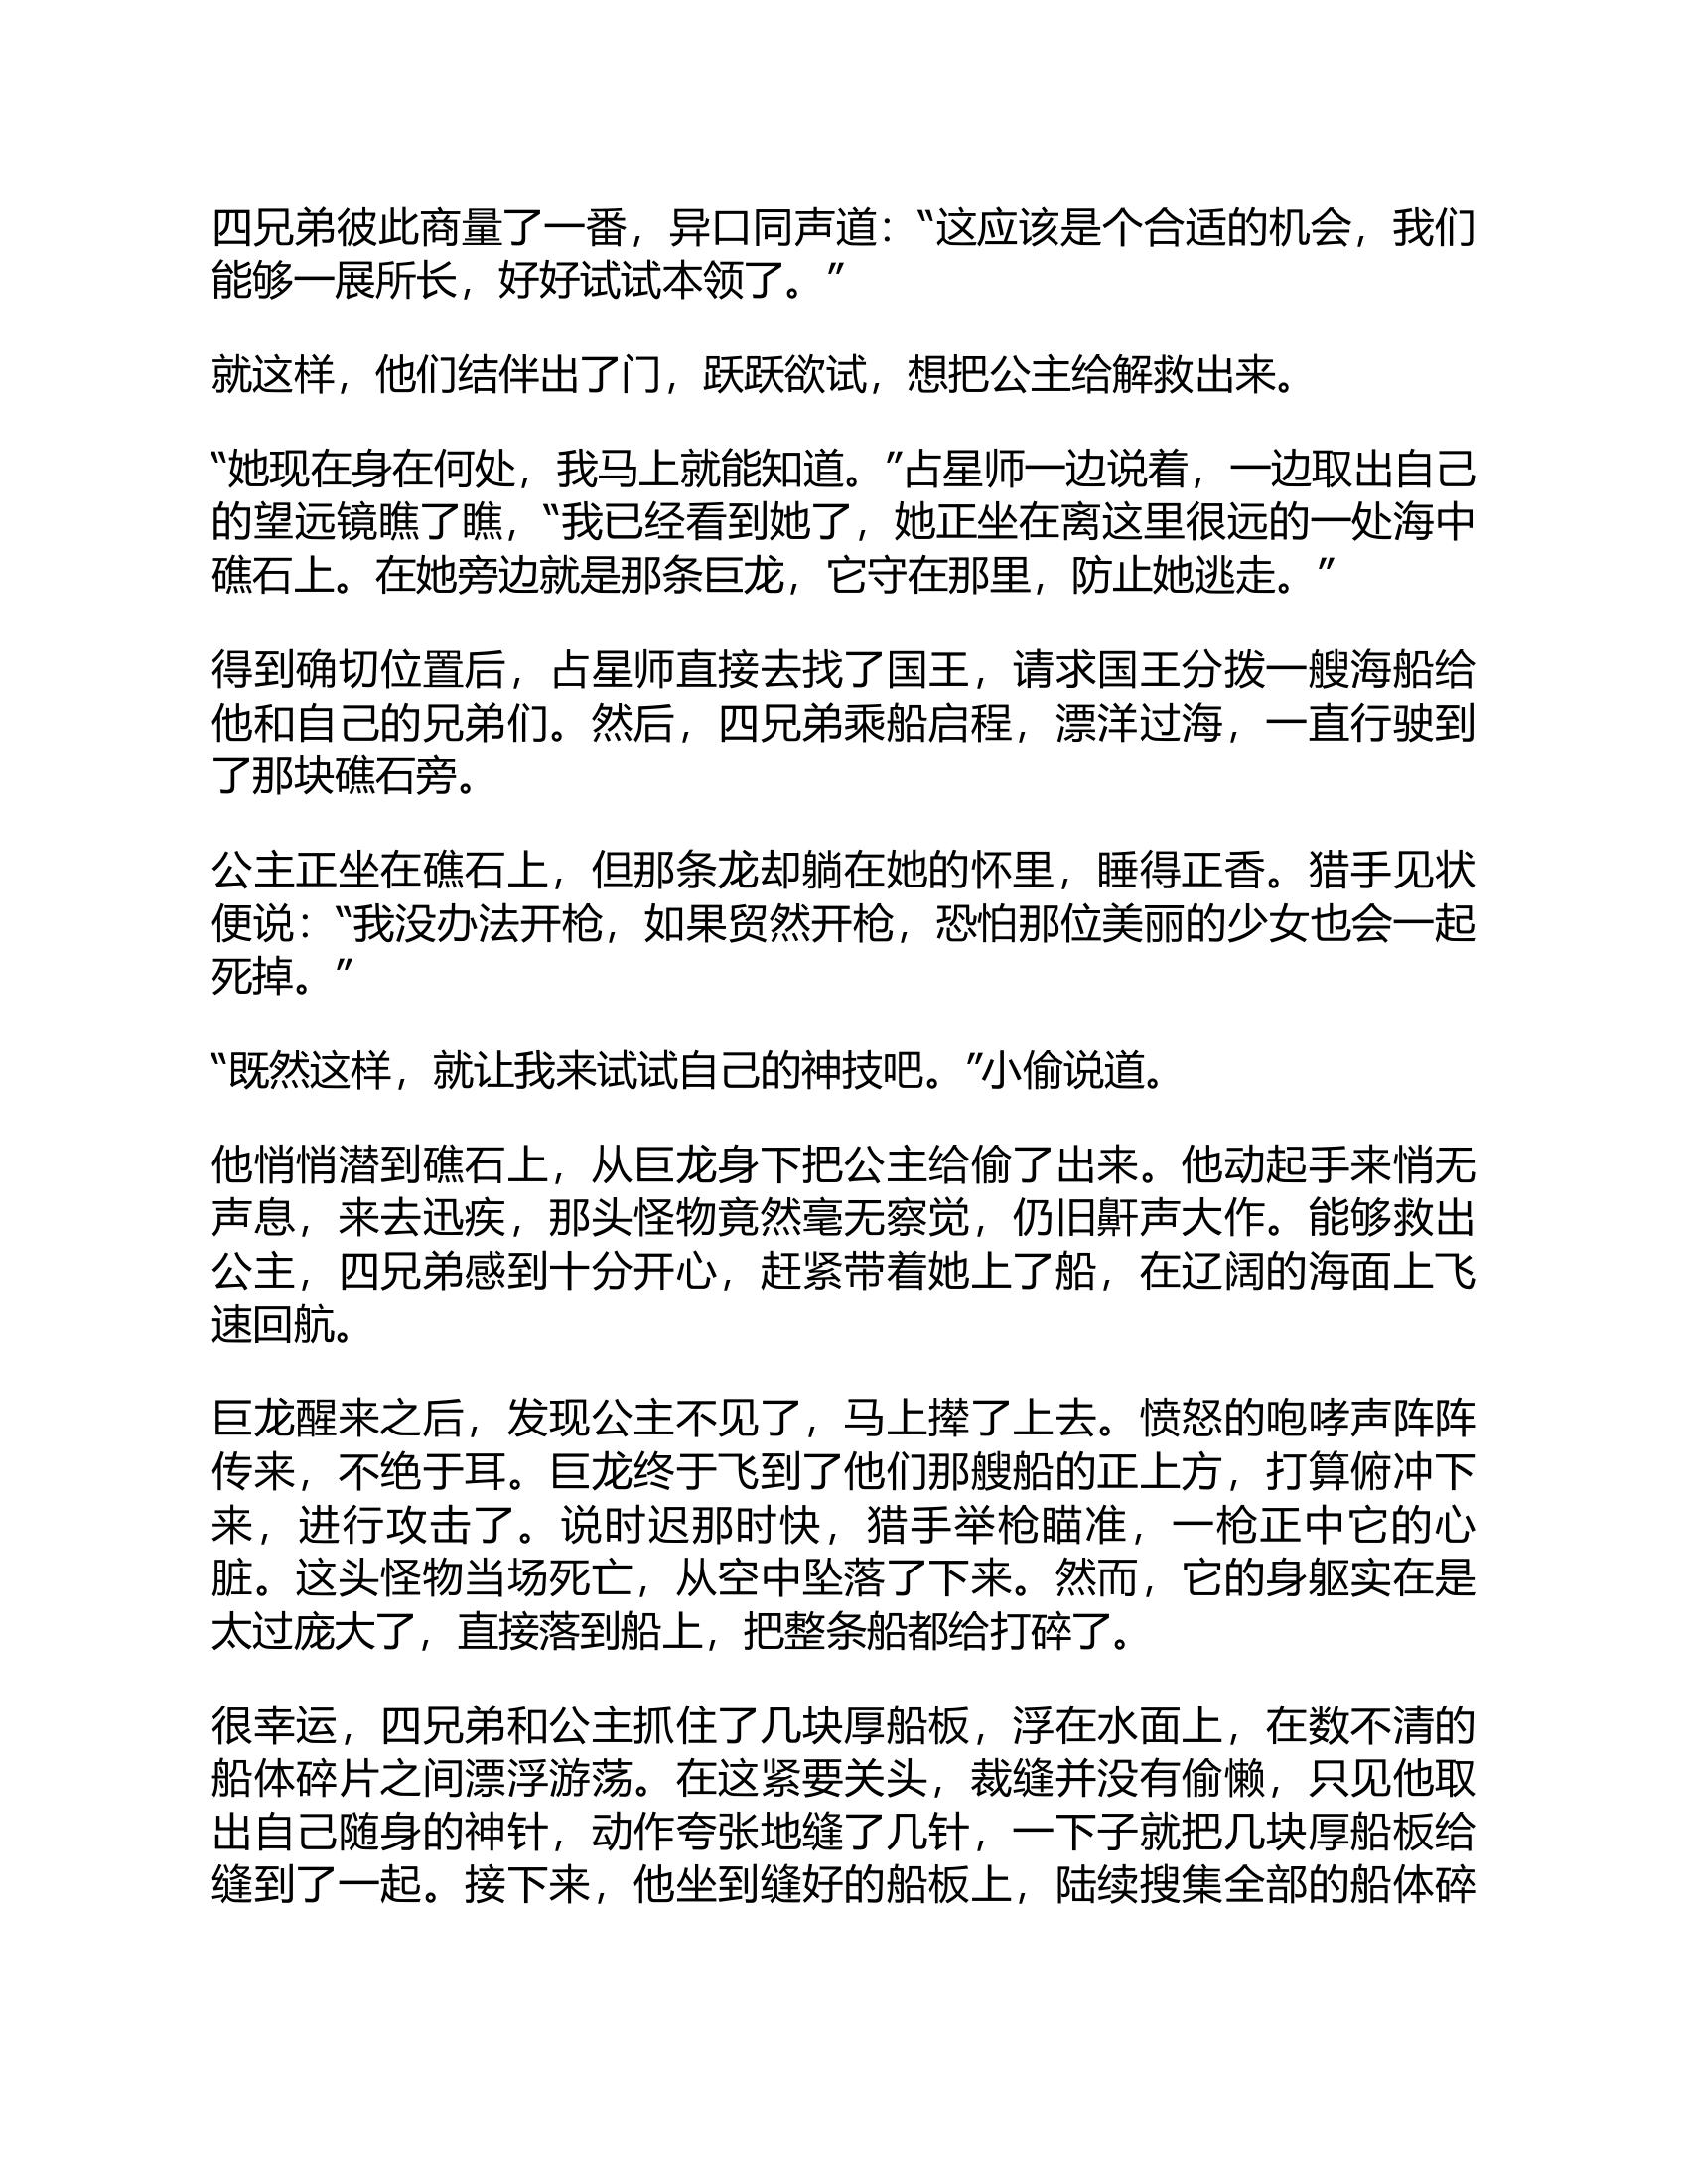 四兄弟彼此商量了一番，异口同声道：“这应该是个合适的机会，我们
能够一展所长，好好试试本领了。”
就这样，他们结伴出了门，跃跃欲试，想把公主给解救出来。
“她现在身在何处，我马上就能知道。”占星师一边说着，一边取出自己
的望远镜瞧了瞧，“我已经看到她了，她正坐在离这里很远的一处海中
礁石上。在她旁边就是那条巨龙，它守在那里，防止她逃走。”
得到确切位置后，占星师直接去找了国王，请求国王分拨一艘海船给
他和自己的兄弟们。然后，四兄弟乘船启程，漂洋过海，一直行驶到
了那块礁石旁。
公主正坐在礁石上，但那条龙却躺在她的怀里，睡得正香。猎手见状
便说：“我没办法开枪，如果贸然开枪，恐怕那位美丽的少女也会一起
死掉。”
“既然这样，就让我来试试自己的神技吧。”小偷说道。
他悄悄潜到礁石上，从巨龙身下把公主给偷了出来。他动起手来悄无
声息，来去迅疾，那头怪物竟然毫无察觉，仍旧鼾声大作。能够救出
公主，四兄弟感到十分开心，赶紧带着她上了船，在辽阔的海面上飞
速回航。
巨龙醒来之后，发现公主不见了，马上撵了上去。愤怒的咆哮声阵阵
传来，不绝于耳。巨龙终于飞到了他们那艘船的正上方，打算俯冲下
来，进行攻击了。说时迟那时快，猎手举枪瞄准，一枪正中它的心
脏。这头怪物当场死亡，从空中坠落了下来。然而，它的身躯实在是
太过庞大了，直接落到船上，把整条船都给打碎了。
很幸运，四兄弟和公主抓住了几块厚船板，浮在水面上，在数不清的
船体碎片之间漂浮游荡。在这紧要关头，裁缝并没有偷懒，只见他取
出自己随身的神针，动作夸张地缝了几针，一下子就把几块厚船板给
缝到了一起。接下来，他坐到缝好的船板上，陆续搜集全部的船体碎